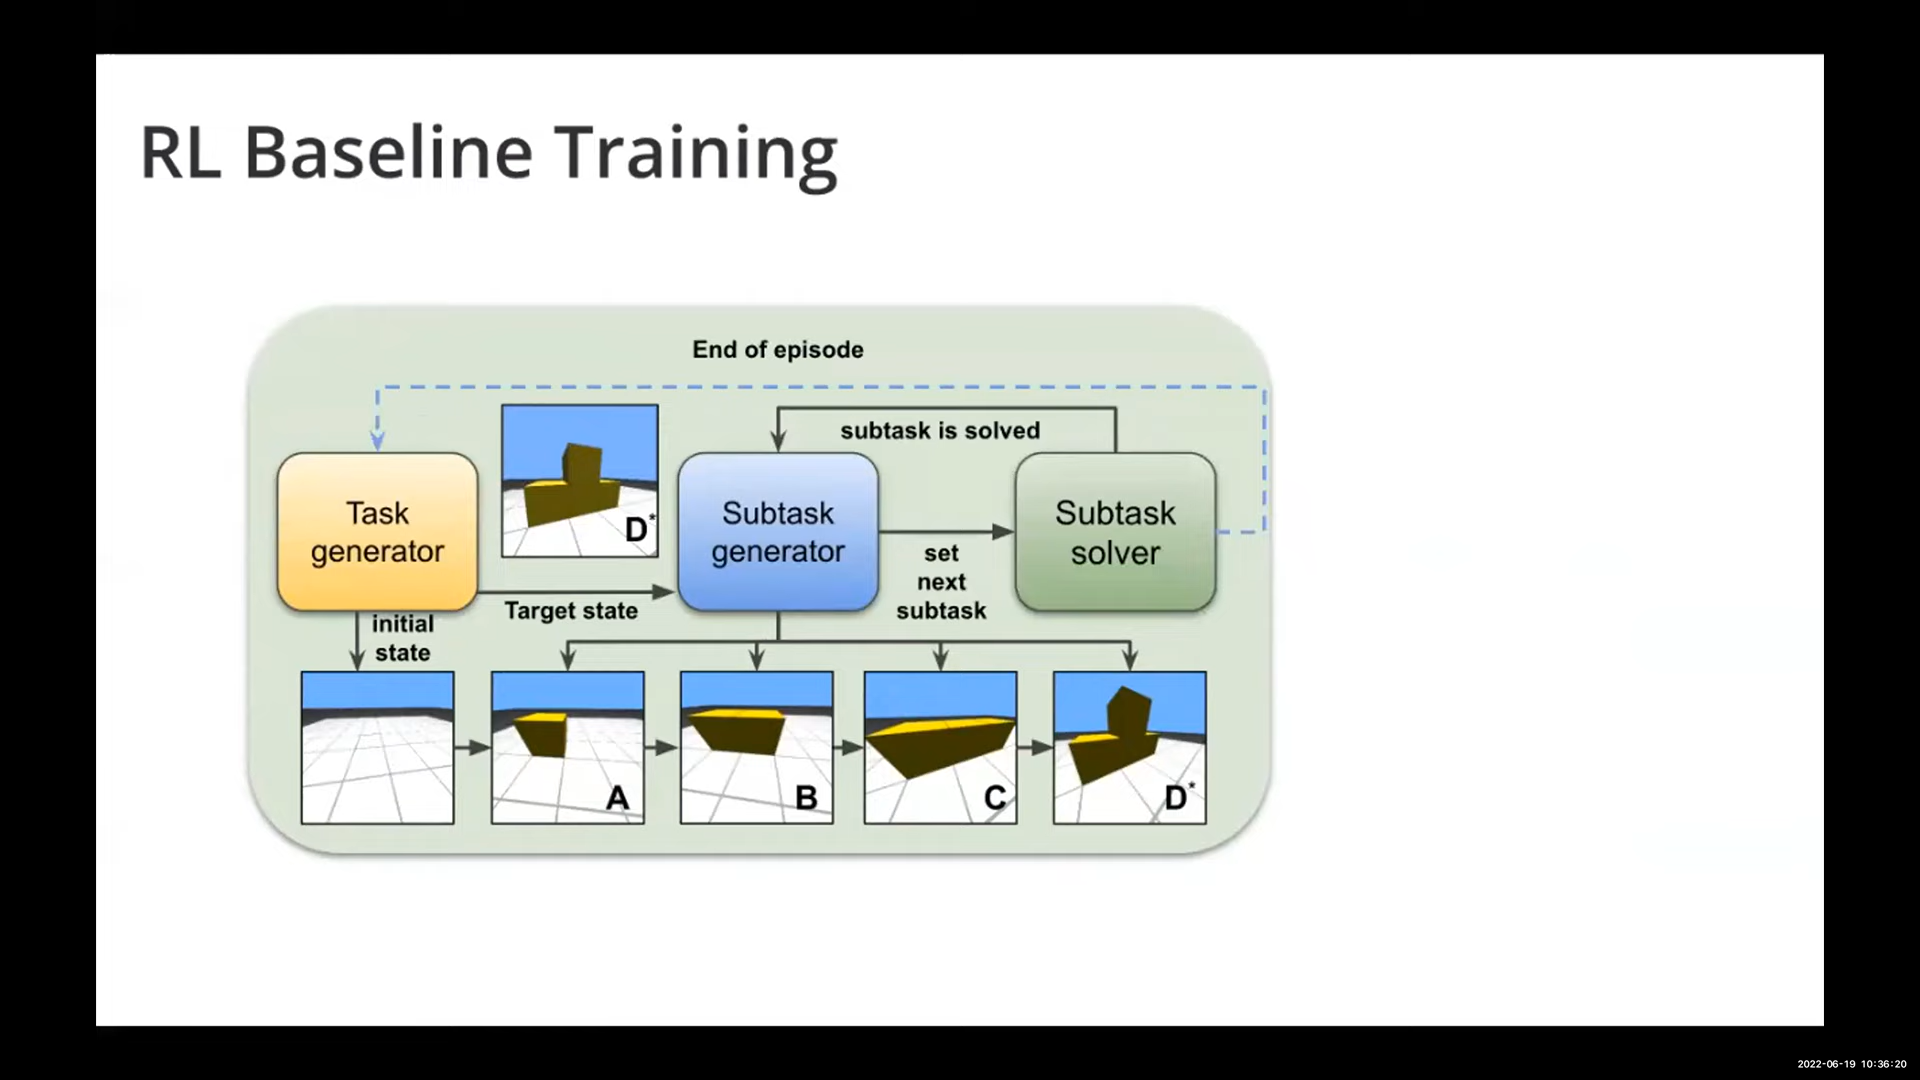 RL Baseline Training
End of episode
subtask is solved
Task
generator
D*
Subtask
generator
Subtask
solver
set
next
subtask
Target state
initial
state
A
B
C
D*
2022-06-19 10:36:20